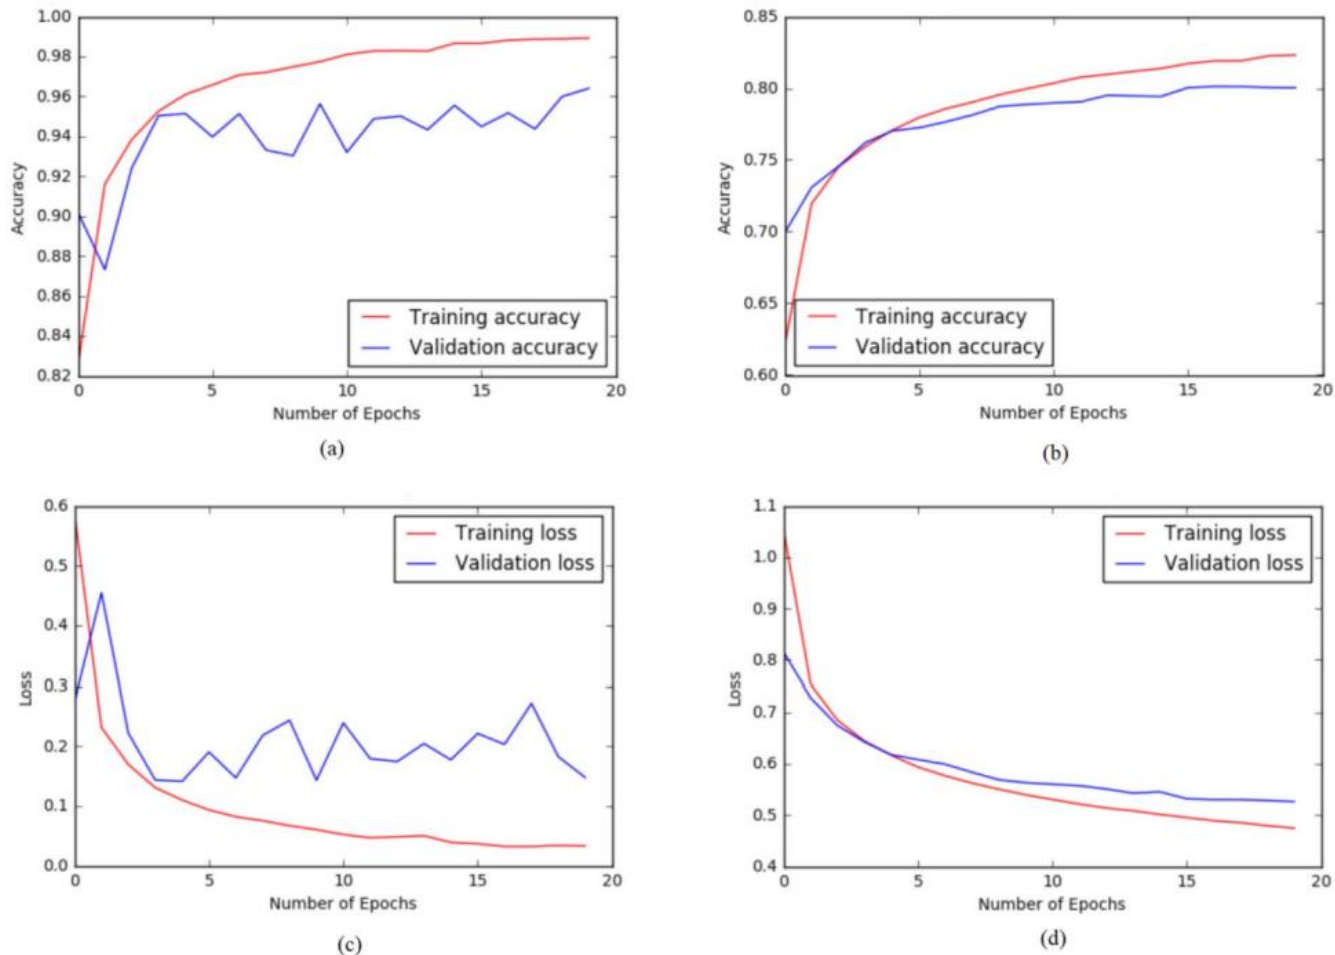 1.00
0.98
0.96
0.94
0.92
0.90
0.88
0.86
0.84
0.82
Accuracy
Training accuracy
Validation accuracy
0 5 10 15 20
Number of Epochs
(a)
0.85
0.80
0.75
0.70
0.65
0.60
Accuracy
Training accuracy
Validation accuracy
0 5 10 15 20
Number of Epochs
(b)
0.6
0.5
0.4
0.3
0.2
0.1
0.0
Loss
Training loss
Validation loss
0 5 10 15 20
Number of Epochs
(c)
1.1
1.0
0.9
0.8
0.7
0.6
0.5
0.4
Loss
Training loss
Validation loss
0 5 10 15 20
Number of Epochs
(d)